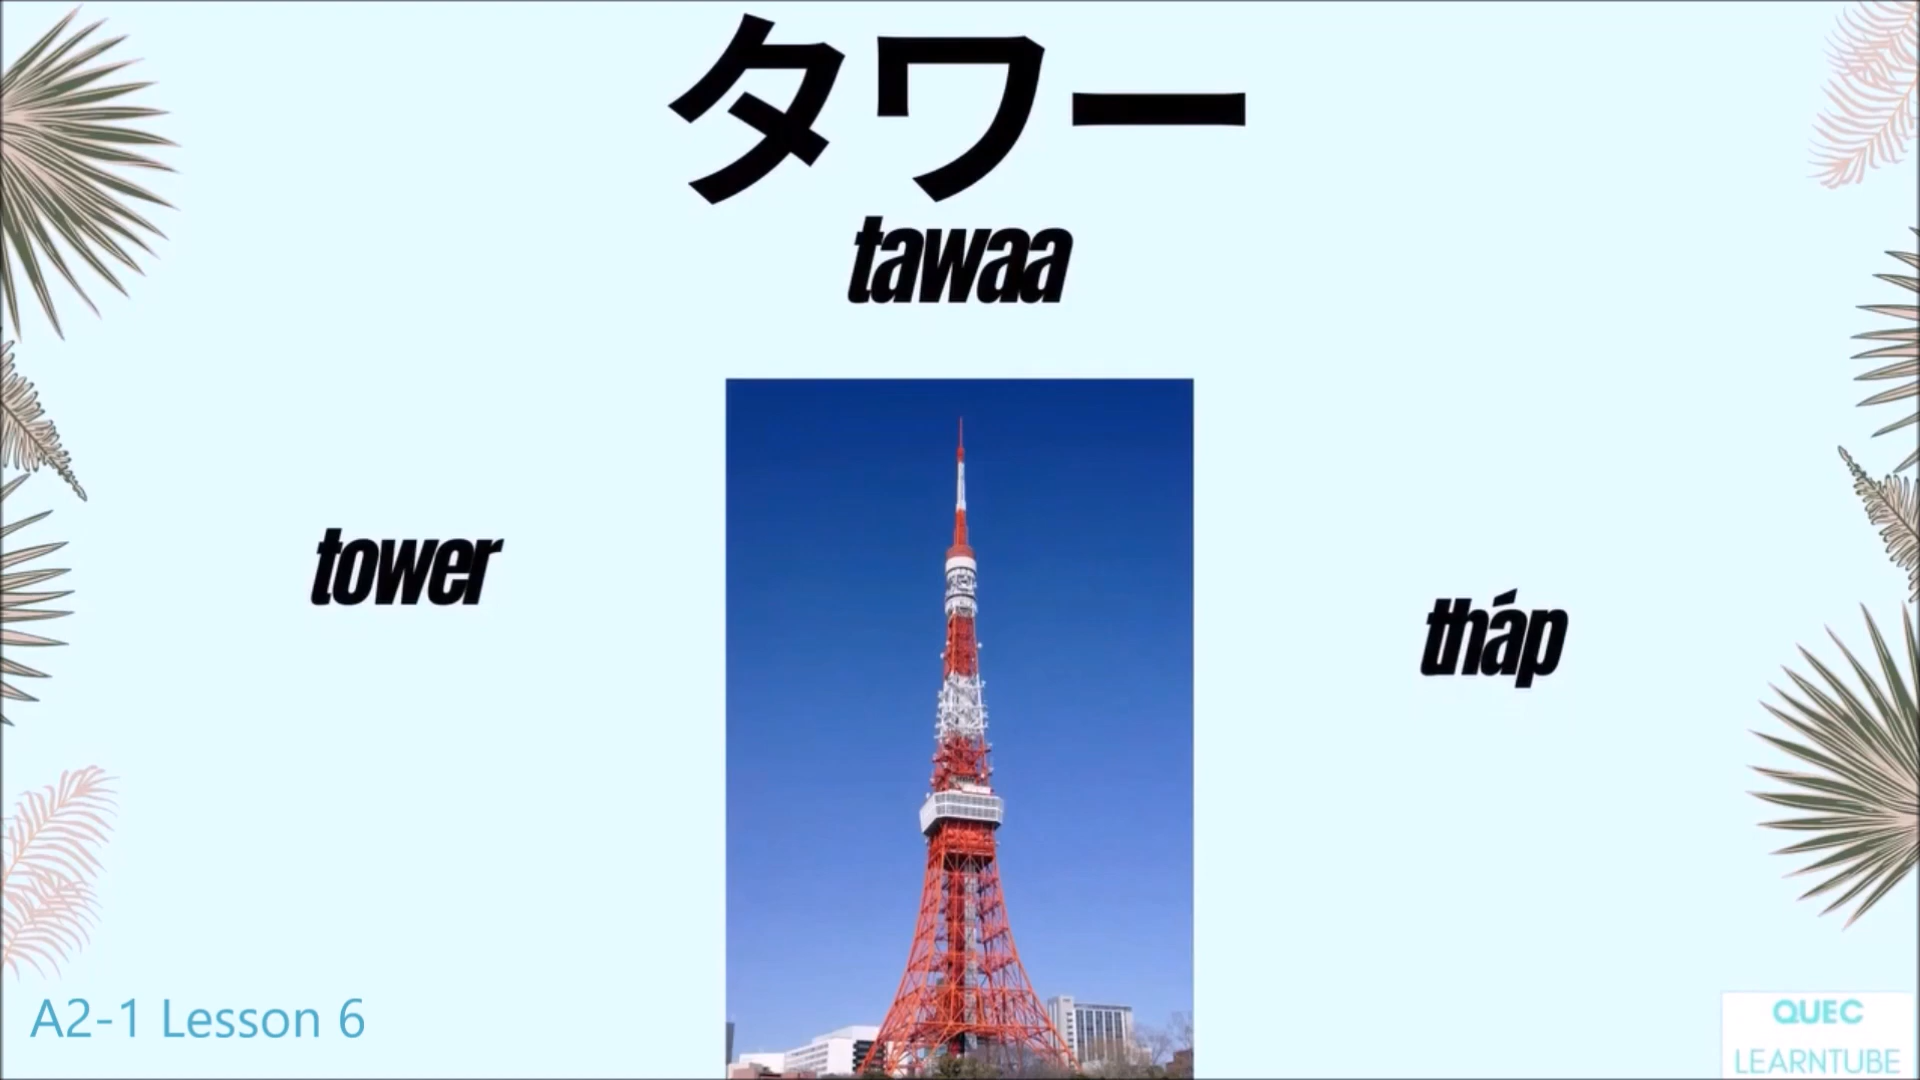 タワー
tawaa
tower
tháp
A2-1 Lesson 6
QUEC
LEARNTUBE